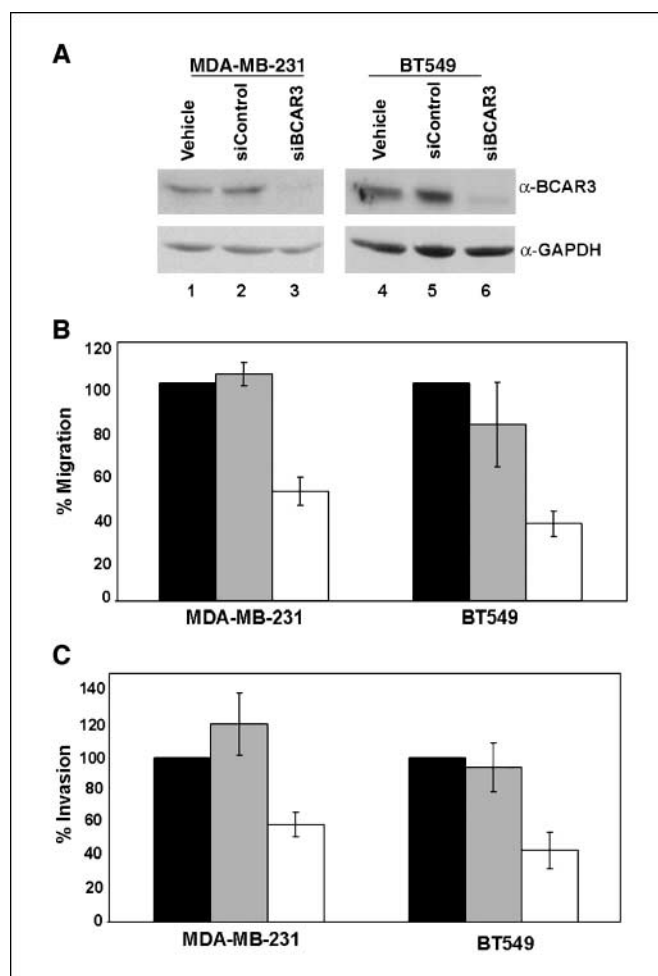 A
MDA-MB-231 BT549
Vehicle siControl siBCAR3 Vehicle siControl siBCAR3
α-BCAR3
α-GAPDH
1 2 3 4 5 6
B
% Migration
120
100
80
60
40
20
0
MDA-MB-231 BT549
C
% Invasion
140
120
100
80
60
40
20
0
MDA-MB-231 BT549